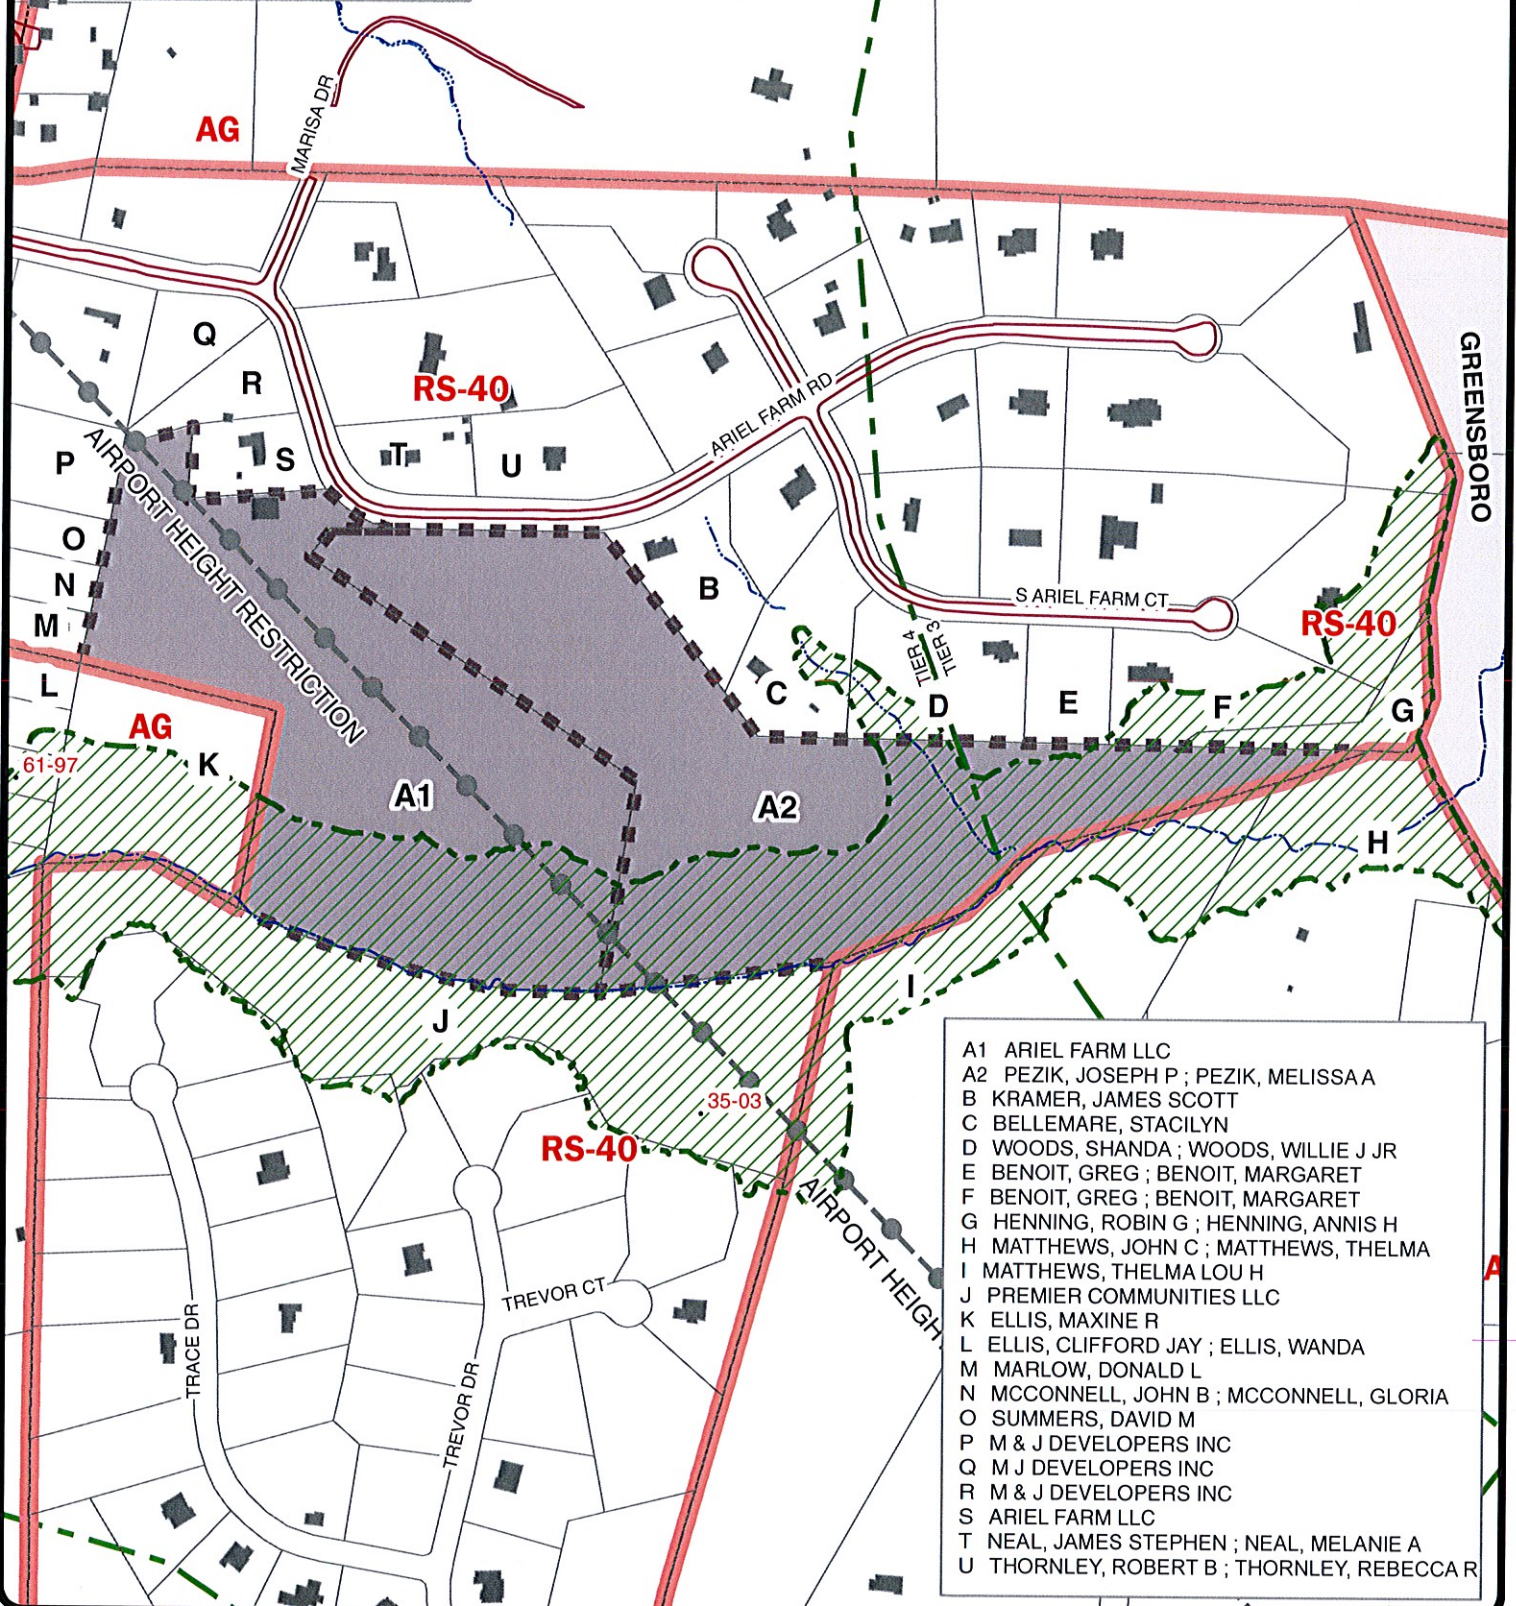 MARISA DR
AG
Q
R
RS-40
ARIEL FARM RD
GREENSBORO
P
S
T
U
AIRPORT HEIGHT RESTRICTION
O
N
M
B
S ARIEL FARM CT
RS-40
TIER 4
TIER 3
L
C
D
E
F
G
AG
61-97
K
A1
A2
H
I
J
35-03
RS-40
AIRPORT HEIGH
TREVOR CT
TRACE DR
TREVOR DR
A
A1 ARIEL FARM LLC
A2 PEZIK, JOSEPH P ; PEZIK, MELISSA A
B KRAMER, JAMES SCOTT
C BELLEMARE, STACILYN
D WOODS, SHANDA ; WOODS, WILLIE J JR
E BENOIT, GREG ; BENOIT, MARGARET
F BENOIT, GREG ; BENOIT, MARGARET
G HENNING, ROBIN G ; HENNING, ANNIS H
H MATTHEWS, JOHN C ; MATTHEWS, THELMA
I MATTHEWS, THELMA LOU H
J PREMIER COMMUNITIES LLC
K ELLIS, MAXINE R
L ELLIS, CLIFFORD JAY ; ELLIS, WANDA
M MARLOW, DONALD L
N MCCONNELL, JOHN B ; MCCONNELL, GLORIA
O SUMMERS, DAVID M
P M & J DEVELOPERS INC
Q M J DEVELOPERS INC
R M & J DEVELOPERS INC
S ARIEL FARM LLC
T NEAL, JAMES STEPHEN ; NEAL, MELANIE A
U THORNLEY, ROBERT B ; THORNLEY, REBECCA R